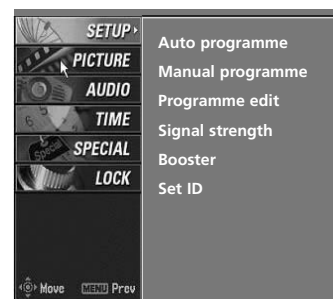 SETUP
PICTURE
AUDIO
TIME
SPECIAL
LOCK
Move MENU Prev
Auto programme
Manual programme
Programme edit
Signal strength
Booster
Set ID